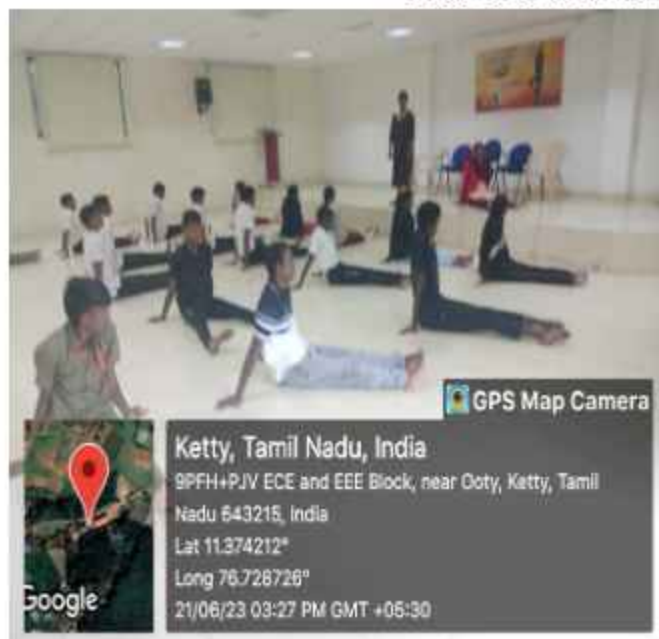 GPS Map Camera
Ketty, Tamil Nadu, India
9PFH+PJV ECE and EEE Block, near Ooty, Ketty, Tamil
Nadu 643215, India
Lat 11.374212°
Long 76.728726°
21/06/23 03:27 PM GMT +05:30
Google